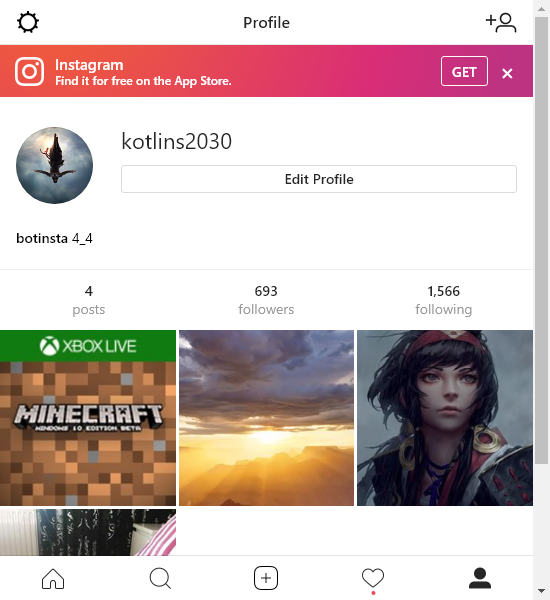 Profile
Instagram
Find it for free on the App Store.
GET
kotlins2030
Edit Profile
botinsta 4_4
4
posts
693
followers
1,566
following
XBOX LIVE
MINECRAFT
WINDOWS 10 EDITION BETA